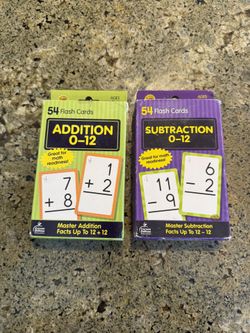 54 Flash Cards
ADDITION
0–12
Great for
math
readiness!
1
+ 2
7
+ 8
Master Addition
Facts Up To 12 + 12
54 Flash Cards
SUBTRACTION
0–12
Great for math
readiness!
6
– 2
11
– 9
Master Subtraction
Facts Up To 12 – 12